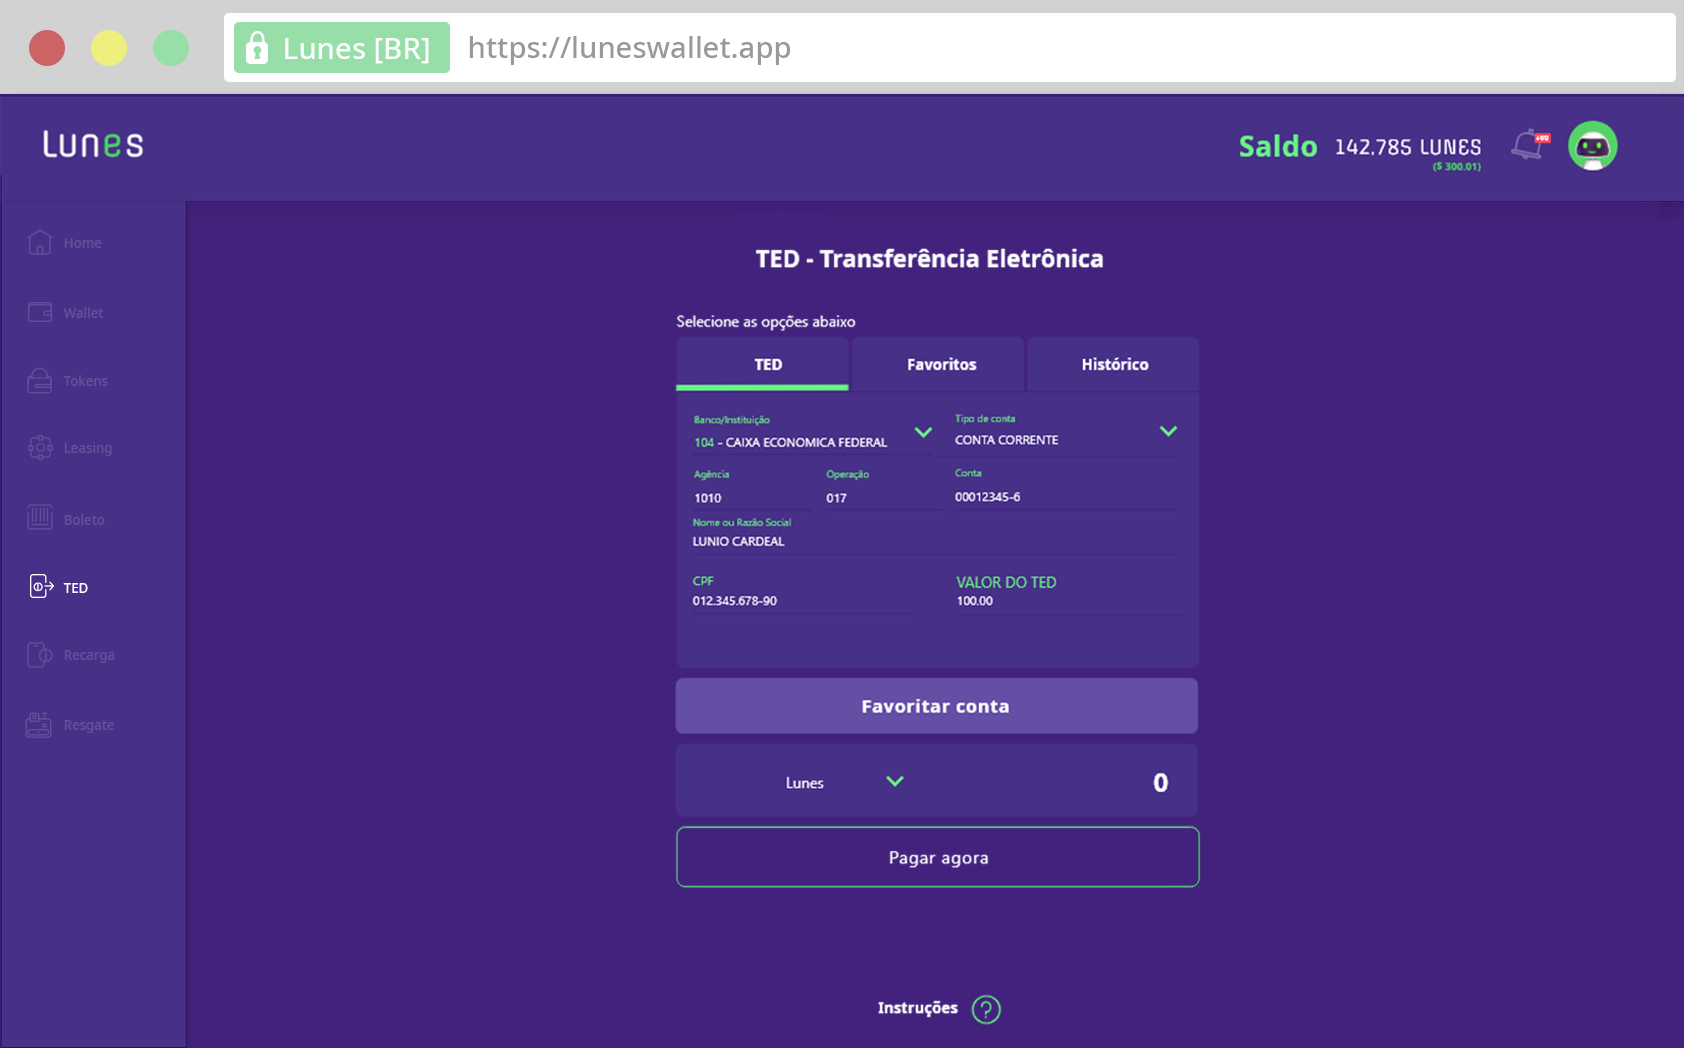 Lunes [BR] https://luneswallet.app
Lunes
Saldo 142.785 LUNES
($ 300.01)
+99
Home
Wallet
Tokens
Leasing
Boleto
TED
Recarga
Resgate
TED - Transferência Eletrônica
Selecione as opções abaixo
TED Favoritos Histórico
Banco/Instituição Tipo de conta
104 - CAIXA ECONOMICA FEDERAL CONTA CORRENTE
Agência Operação Conta
1010 017 00012345-6
Nome ou Razão Social
LUNIO CARDEAL
CPF VALOR DO TED
012.345.678-90 100.00
Favoritar conta
Lunes 0
Pagar agora
Instruções ?